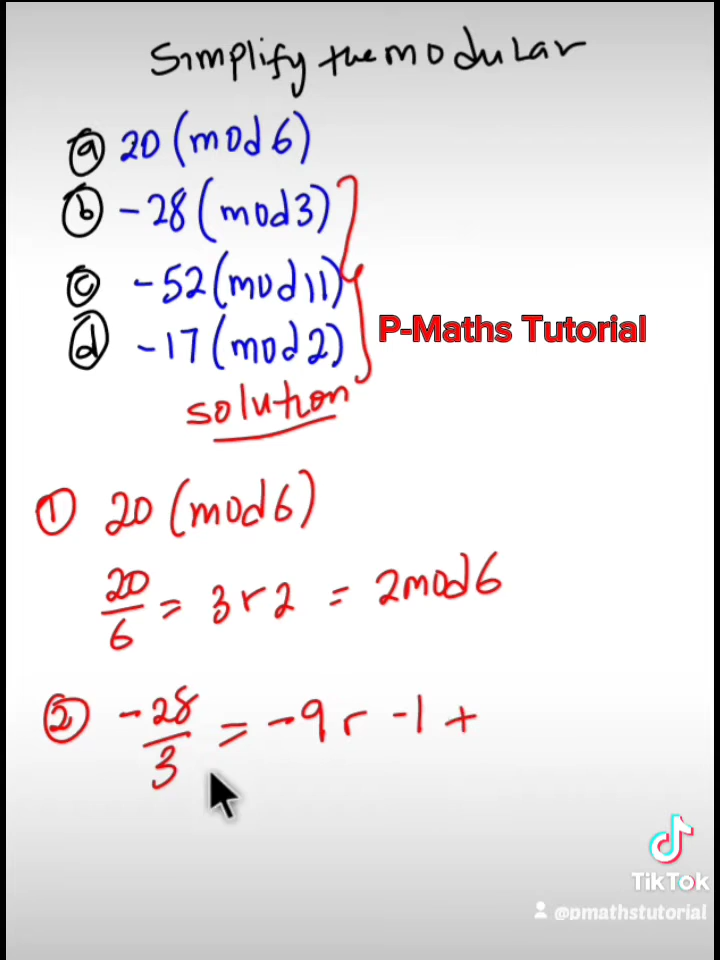 Simplify the modular
(a) 20 (mod 6)
(b) -28 (mod 3)
(c) -52 (mod 11)
(d) -17 (mod 2)
P-Maths Tutorial
solution
(1) 20 (mod 6)
20/6 = 3 r 2 = 2 mod 6
(2) -28/3 = -9 r -1 +
TikTok
@pmathstutorial